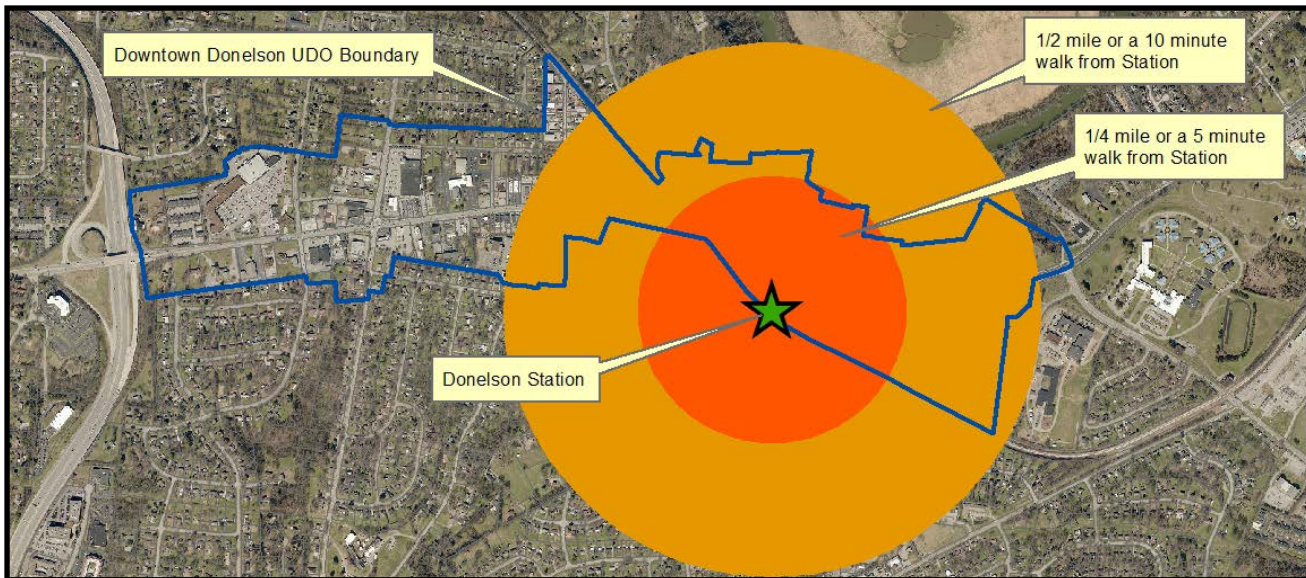 Downtown Donelson UDO Boundary
1/2 mile or a 10 minute
walk from Station
1/4 mile or a 5 minute
walk from Station
Donelson Station